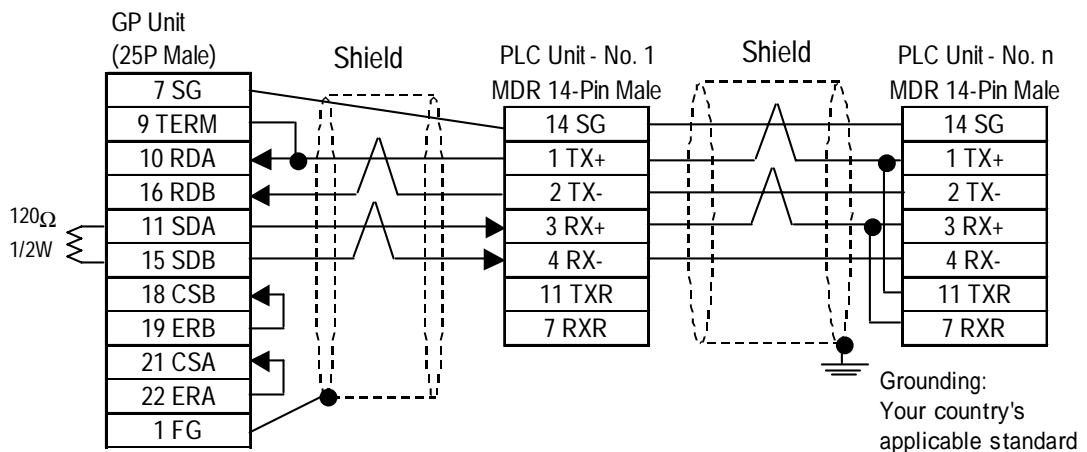 GP Unit
(25P Male)
7 SG
9 TERM
10 RDA
16 RDB
11 SDA
15 SDB
18 CSB
19 ERB
21 CSA
22 ERA
1 FG
120Ω
1/2W
Shield
PLC Unit - No. 1
MDR 14-Pin Male
14 SG
1 TX+
2 TX-
3 RX+
4 RX-
11 TXR
7 RXR
Shield
PLC Unit - No. n
MDR 14-Pin Male
14 SG
1 TX+
2 TX-
3 RX+
4 RX-
11 TXR
7 RXR
Grounding:
Your country's
applicable standard